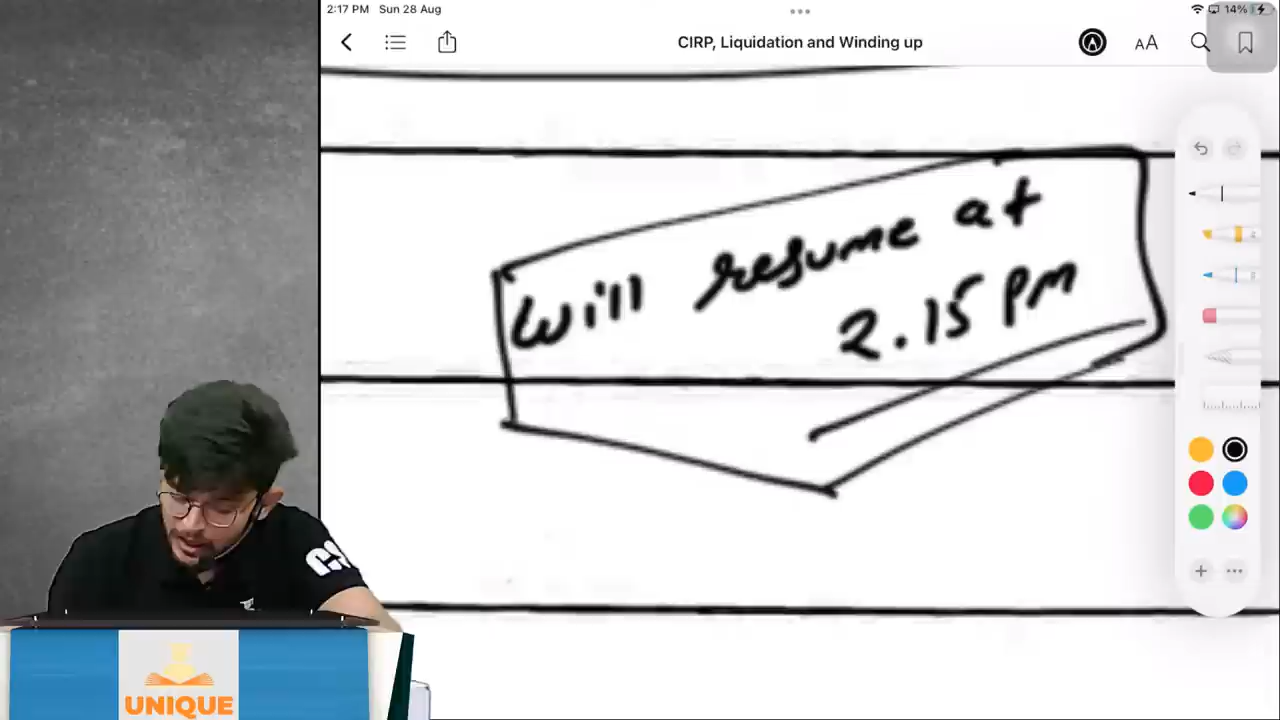 2:17 PM Sun 28 Aug
14%
CIRP, Liquidation and Winding up
AA
Will resume at
2.15 PM
UNIQUE